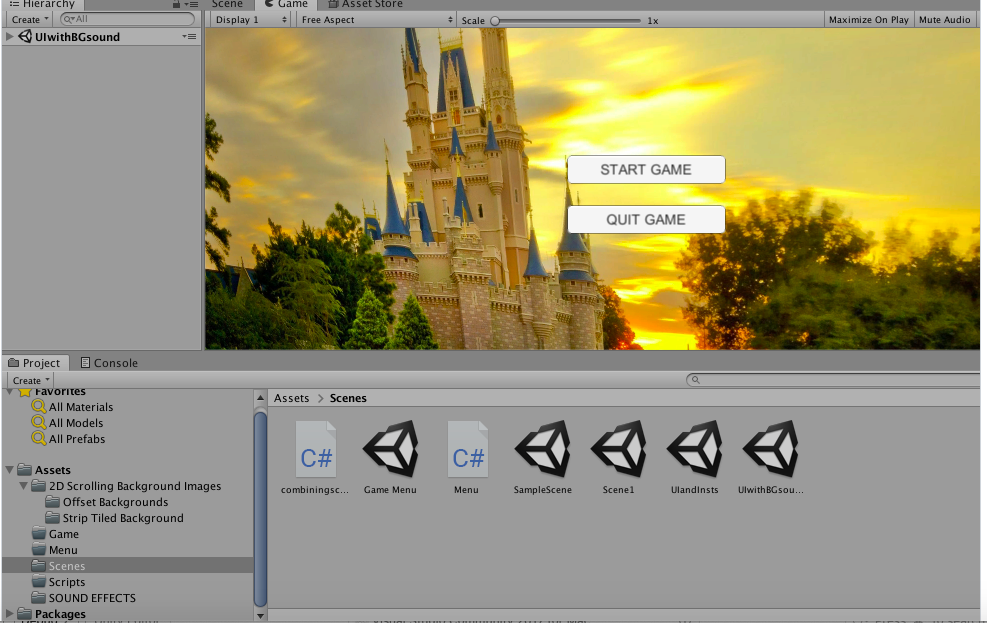 Hierarchy
Scene Game Asset Store
Create All
Display 1 Free Aspect Scale 1x Maximize On Play Mute Audio
UIwithBGsound
START GAME
QUIT GAME
Project Console
Create
Favorites
All Materials
All Models
All Prefabs
Assets
2D Scrolling Background Images
Offset Backgrounds
Strip Tiled Background
Game
Menu
Scenes
Scripts
SOUND EFFECTS
Packages
Assets > Scenes
C# C#
combiningsc... Game Menu Menu SampleScene Scene1 UIandInsts UIwithBGsou...